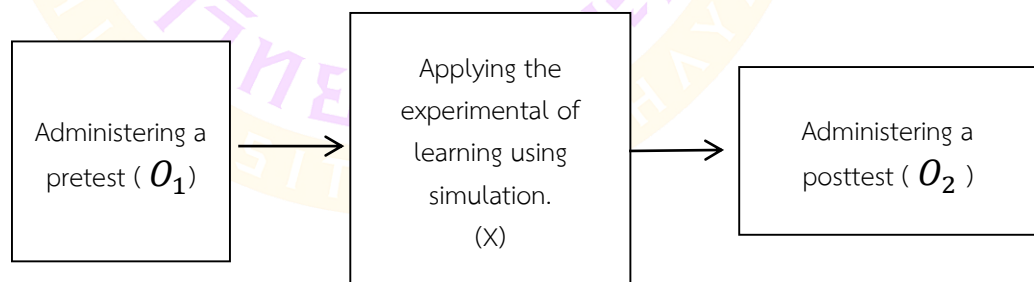 Administering a
pretest ( O₁)
Applying the
experimental of
learning using
simulation.
(X)
Administering a
posttest ( O₂ )